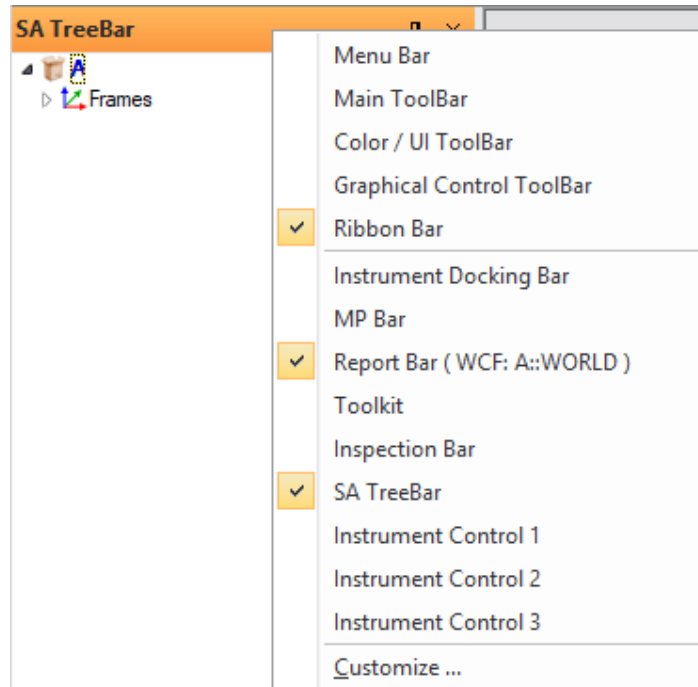 SA TreeBar
A
Frames
Menu Bar
Main ToolBar
Color / UI ToolBar
Graphical Control ToolBar
Ribbon Bar
Instrument Docking Bar
MP Bar
Report Bar ( WCF: A::WORLD )
Toolkit
Inspection Bar
SA TreeBar
Instrument Control 1
Instrument Control 2
Instrument Control 3
Customize ...